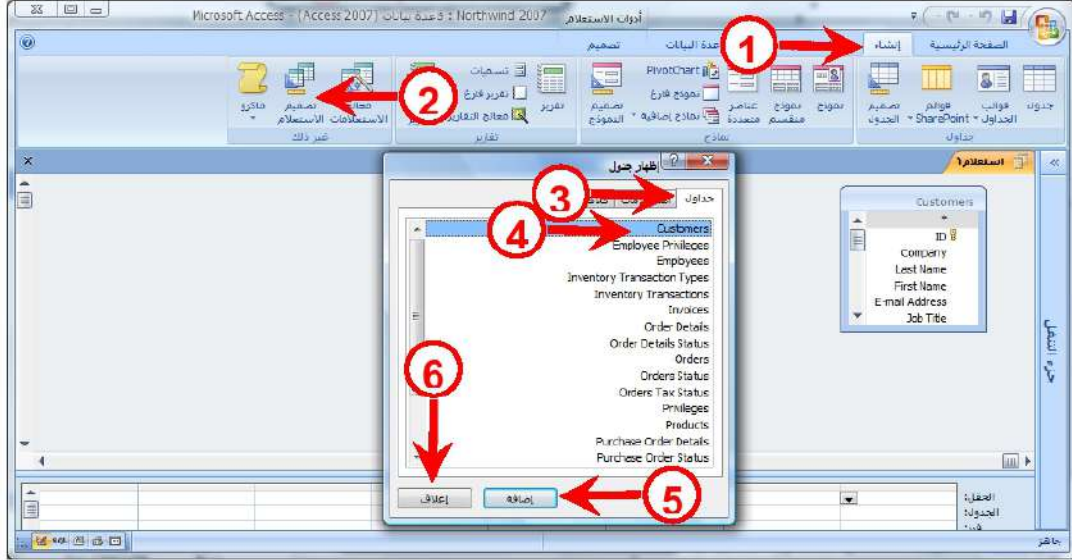 أدوات الاستعلام
Northwind 2007 : قاعدة بيانات (Access 2007) - Microsoft Access
الصفحة الرئيسية
إنشاء
تصميم
جدول
قوالب الجداول
قوائم SharePoint
تصميم الجدول
جداول
نموذج
نموذج منقسم
عناصر متعددة
PivotChart
نموذج فارغ
نماذج إضافية
تصميم النموذج
نماذج
تقرير
تسميات
تقرير فارغ
معالج التقارير
تقارير
الاستعلامات
تصميم الاستعلام
ماكرو
غير ذلك
1
2
استعلام1
جزء التنقل
Customers
*
ID
Company
Last Name
First Name
E-mail Address
Job Title
إظهار جدول
جداول
3
4
Customers
Employee Privileges
Employees
Inventory Transaction Types
Inventory Transactions
Invoices
Order Details
Order Details Status
Orders
Orders Status
Orders Tax Status
Privileges
Products
Purchase Order Details
Purchase Order Status
6
إضافة
إغلاق
5
الحقل:
الجدول:
جاهز